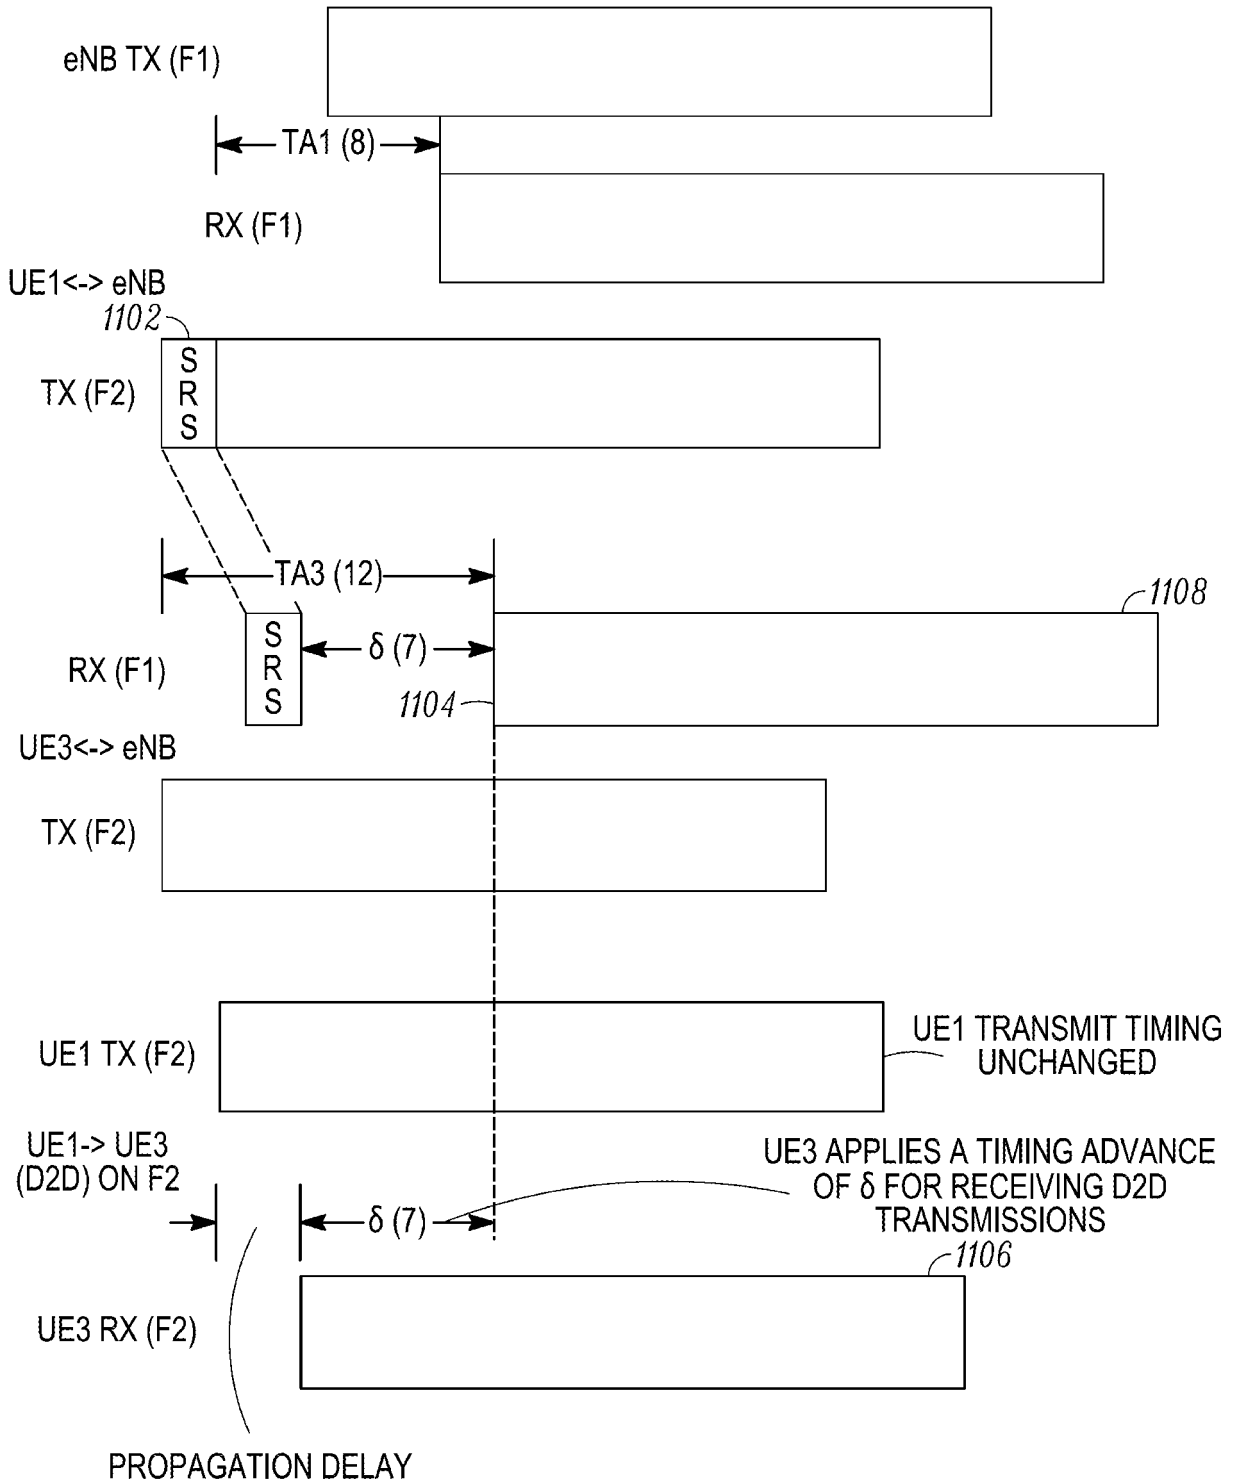 eNB TX (F1)
TA1 (8)
RX (F1)
UE1<-> eNB
1102
TX (F2)
S
R
S
TA3 (12)
1108
RX (F1)
S
R
S
δ (7)
1104
UE3<-> eNB
TX (F2)
UE1 TX (F2)
UE1 TRANSMIT TIMING
UNCHANGED
UE1-> UE3
(D2D) ON F2
UE3 APPLIES A TIMING ADVANCE
OF δ FOR RECEIVING D2D
TRANSMISSIONS
δ (7)
1106
UE3 RX (F2)
PROPAGATION DELAY